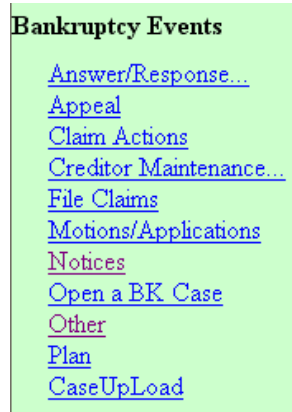 Bankruptcy Events
Answer/Response...
Appeal
Claim Actions
Creditor Maintenance...
File Claims
Motions/Applications
Notices
Open a BK Case
Other
Plan
CaseUpLoad